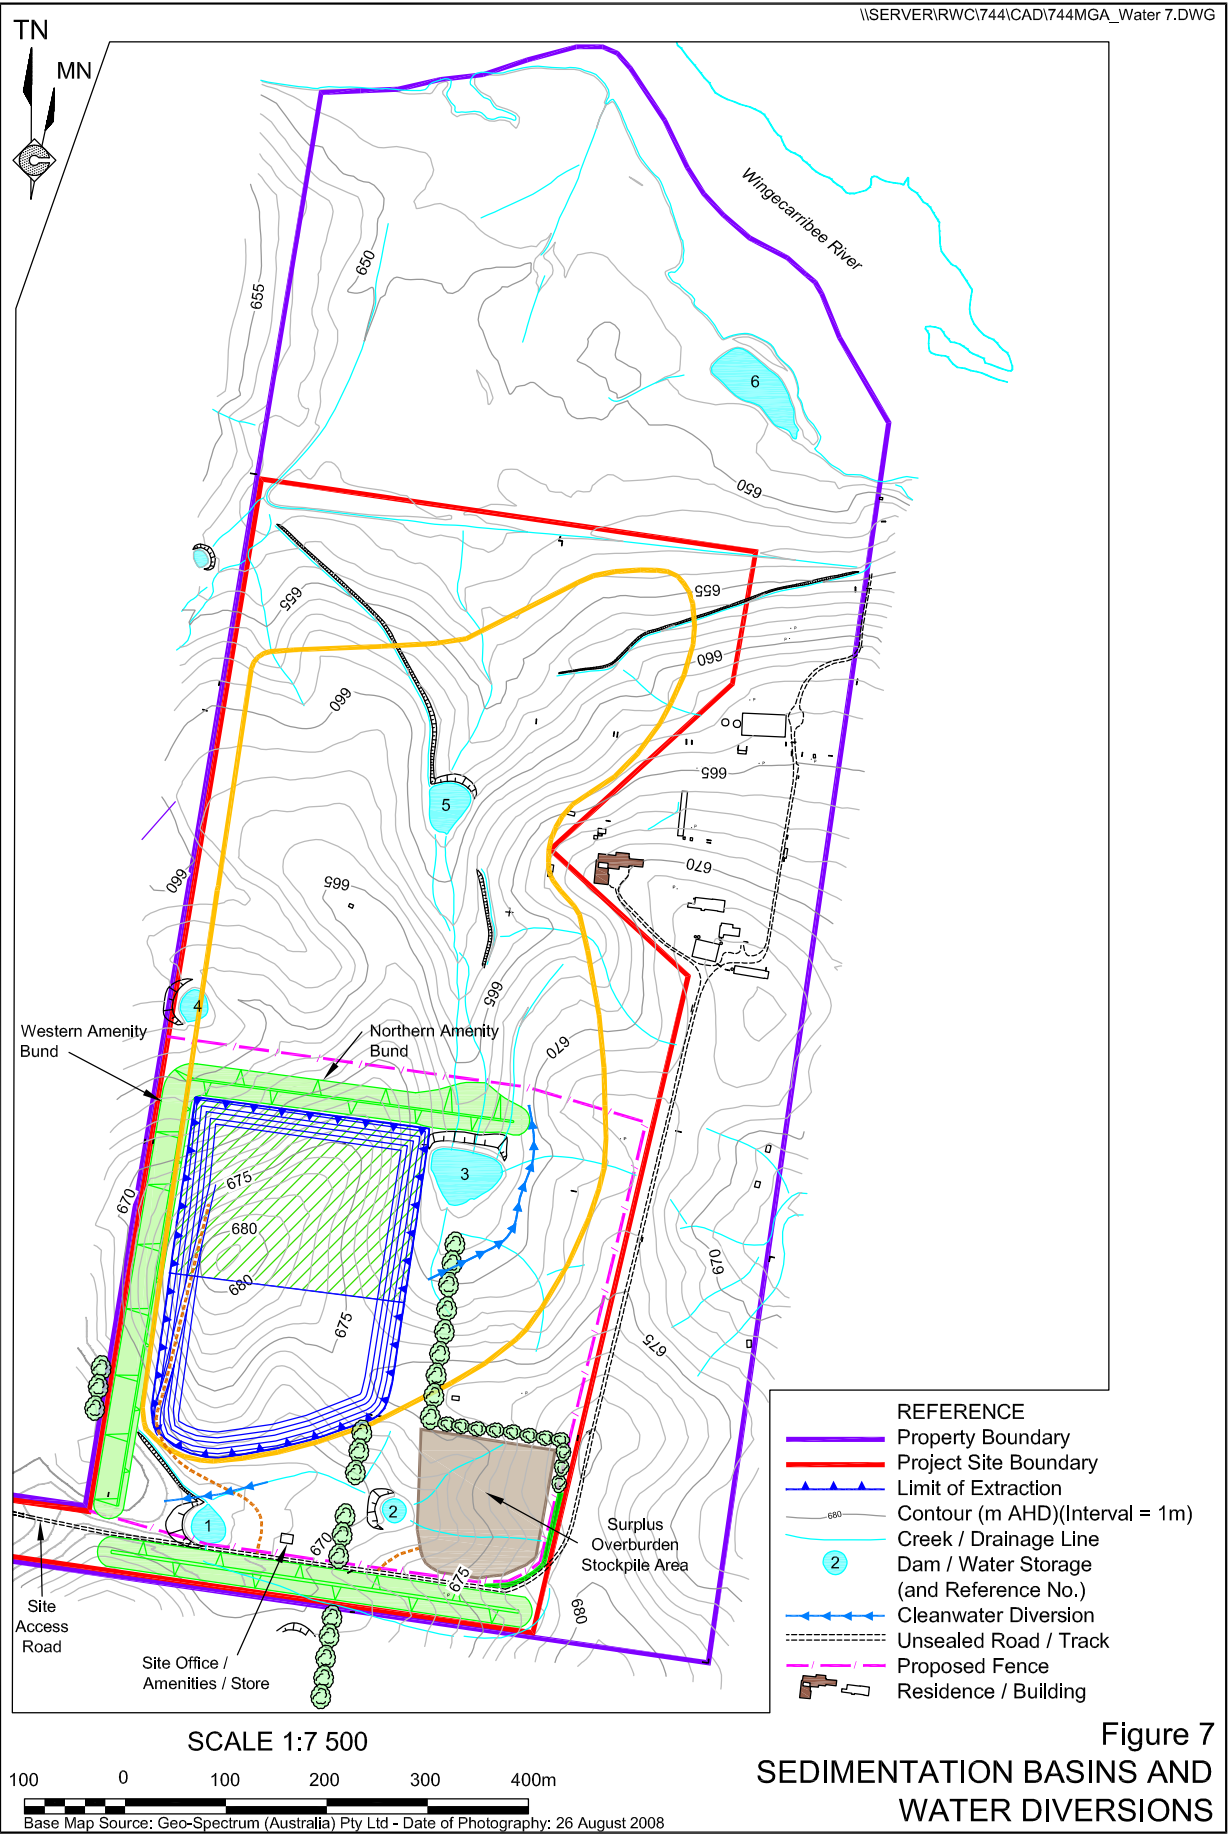 \\SERVER\RWC\744\CAD\744MGA_Water 7.DWG
TN
MN
Wingecarribee River
650
655
6
650
655
655
660
660
665
5
670
660
665
665
4
Western Amenity
Bund
Northern Amenity
Bund
670
3
675
670
680
680
670
675
675
REFERENCE
Property Boundary
Project Site Boundary
Limit of Extraction
680
Contour (m AHD)(Interval = 1m)
Creek / Drainage Line
2
Dam / Water Storage
(and Reference No.)
Cleanwater Diversion
Unsealed Road / Track
Proposed Fence
Residence / Building
1
2
670
675
680
Surplus
Overburden
Stockpile Area
Site
Access
Road
Site Office /
Amenities / Store
SCALE 1:7 500
100 0 100 200 300 400m
Base Map Source: Geo-Spectrum (Australia) Pty Ltd - Date of Photography: 26 August 2008
Figure 7
SEDIMENTATION BASINS AND
WATER DIVERSIONS